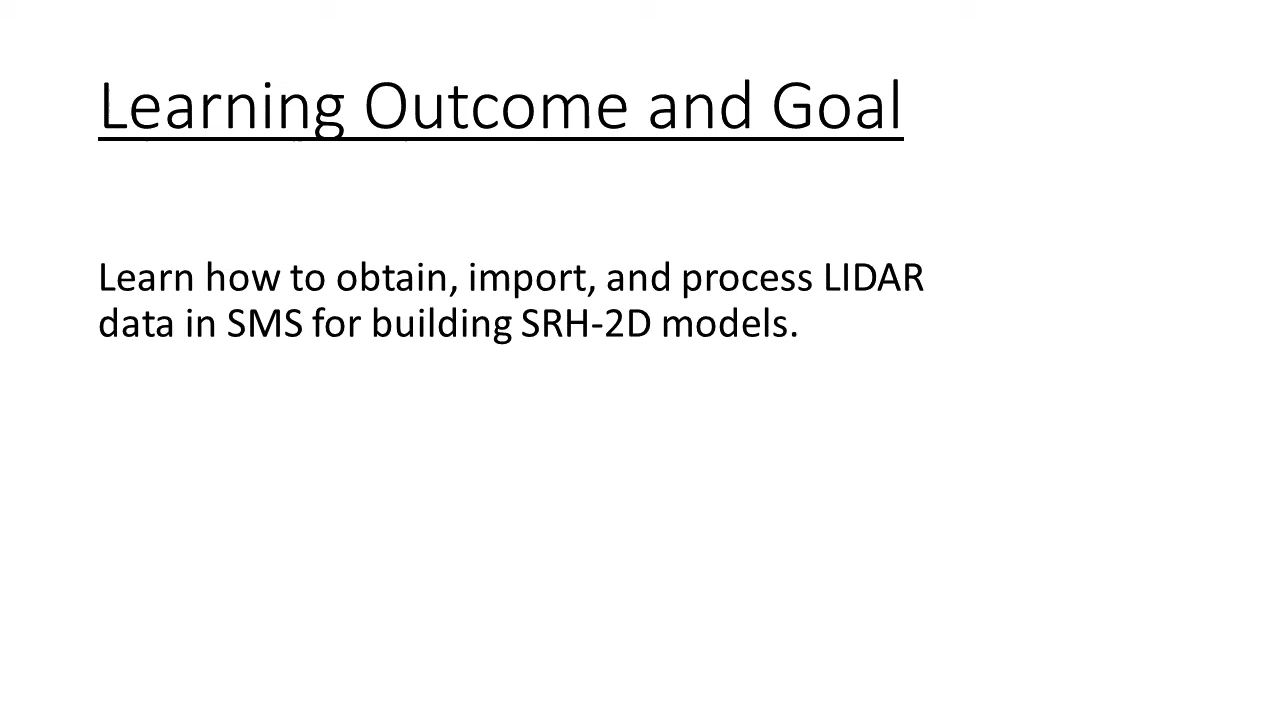 Learning Outcome and Goal
Learn how to obtain, import, and process LIDAR
data in SMS for building SRH-2D models.